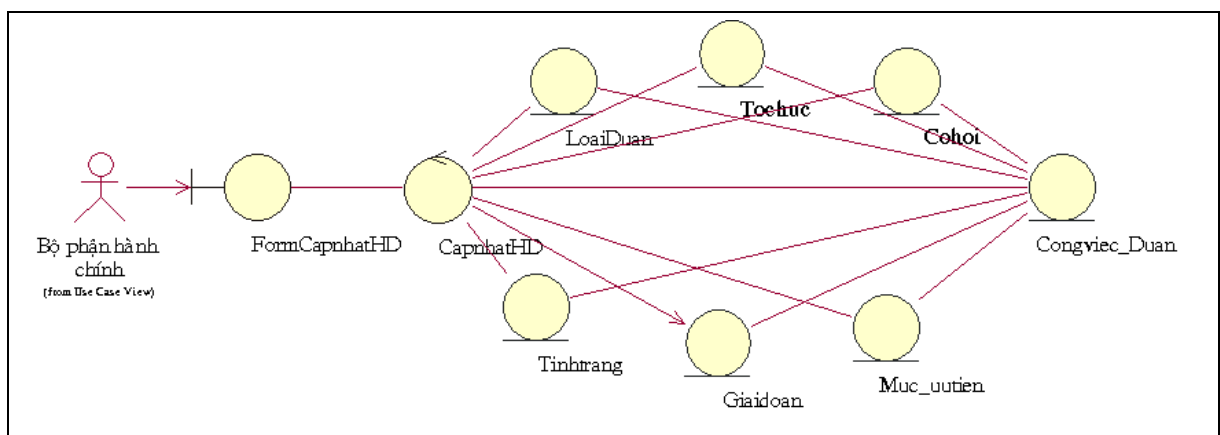 Tochuc
LoaiDuan
Cohoi
Bộ phận hành
chính
(from Use Case View)
FormCapnhatHD
CapnhatHD
Congviec_Duan
Tinhtrang
Giaidoan
Muc_uutien